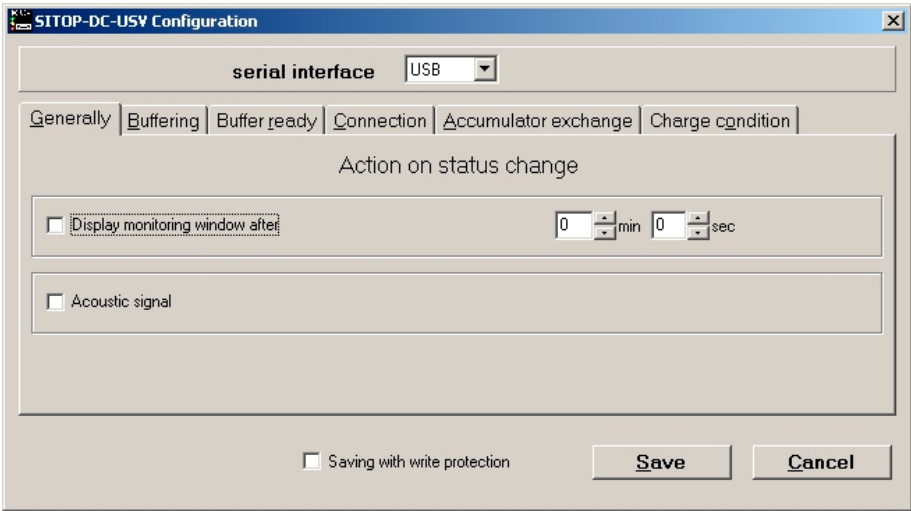 SITOP-DC-USV Configuration
serial interface USB
Generally Buffering Buffer ready Connection Accumulator exchange Charge condition
Action on status change
Display monitoring window after 0 min 0 sec
Acoustic signal
Saving with write protection Save Cancel